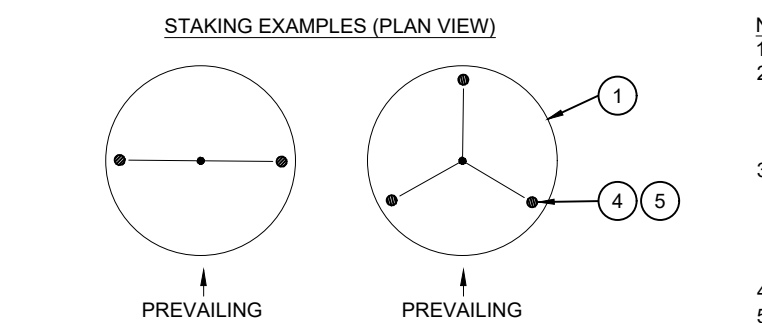 STAKING EXAMPLES (PLAN VIEW)
1
4 5
PREVAILING PREVAILING